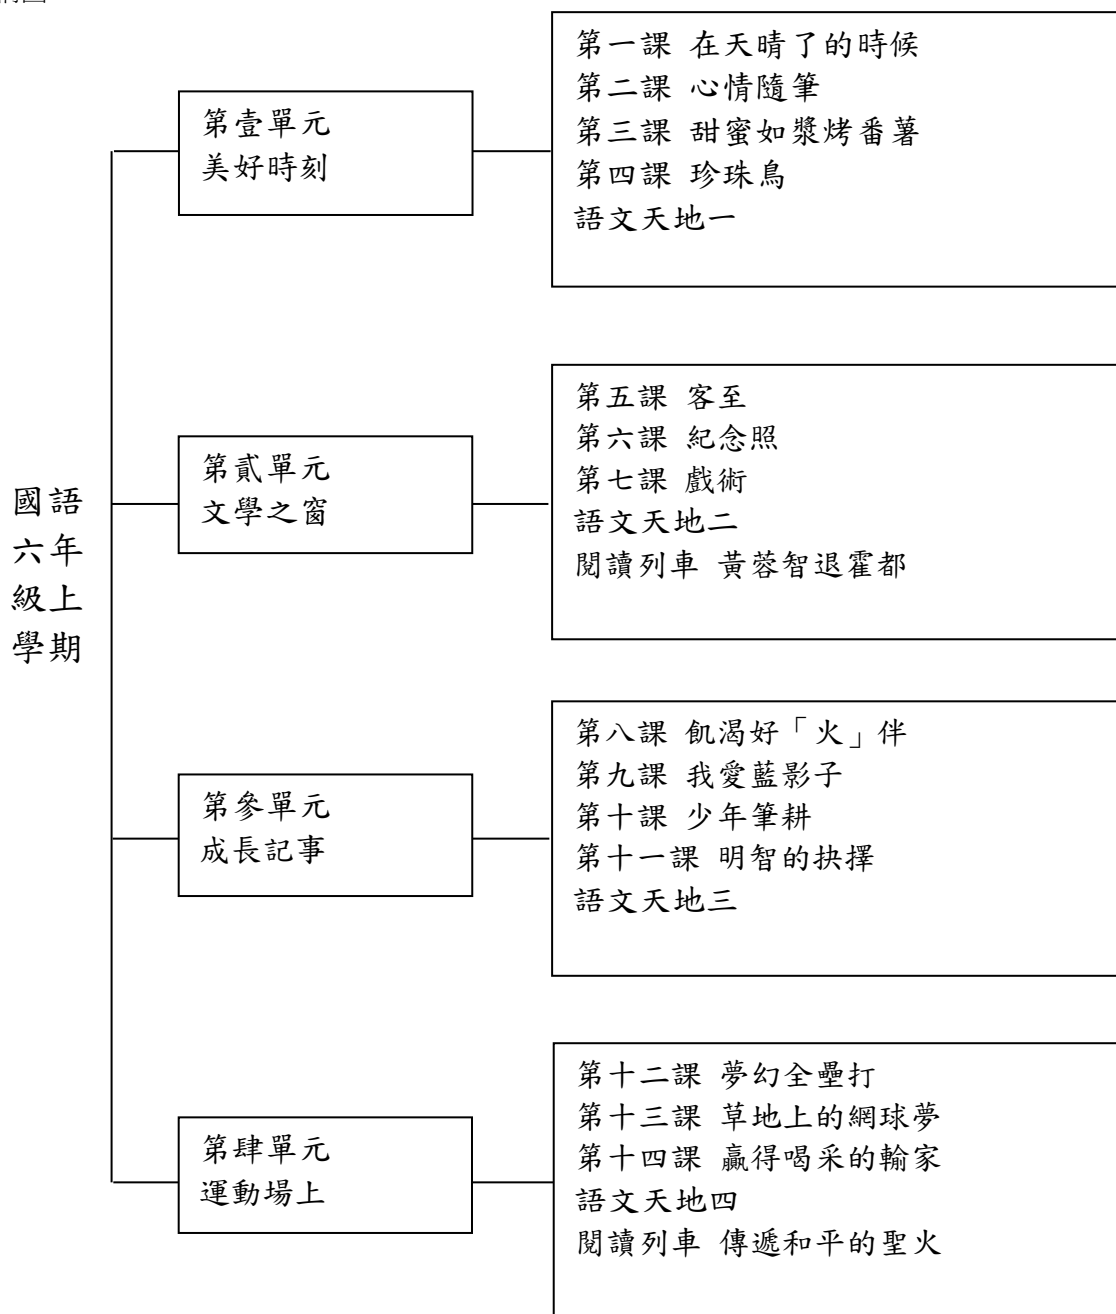 國語
六年
級上
學期
第壹單元
美好時刻
第一課 在天晴了的時候
第二課 心情隨筆
第三課 甜蜜如漿烤番薯
第四課 珍珠鳥
語文天地一
第貳單元
文學之窗
第五課 客至
第六課 紀念照
第七課 戲術
語文天地二
閱讀列車 黃蓉智退霍都
第參單元
成長記事
第八課 飢渴好「火」伴
第九課 我愛藍影子
第十課 少年筆耕
第十一課 明智的抉擇
語文天地三
第肆單元
運動場上
第十二課 夢幻全壘打
第十三課 草地上的網球夢
第十四課 贏得喝采的輸家
語文天地四
閱讀列車 傳遞和平的聖火